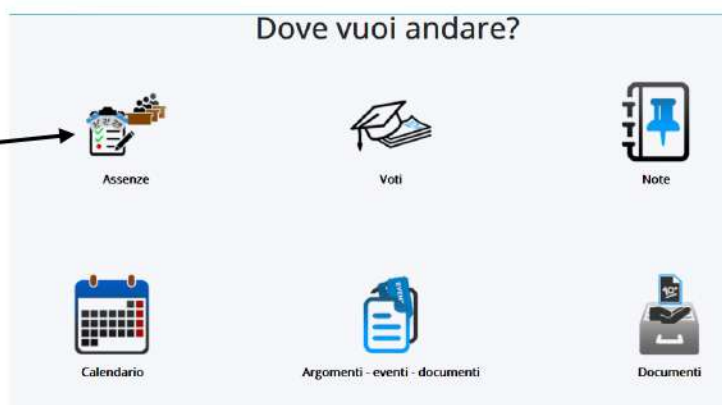 Dove vuoi andare?
Assenze
Voti
Note
Calendario
Argomenti - eventi - documenti
Documenti